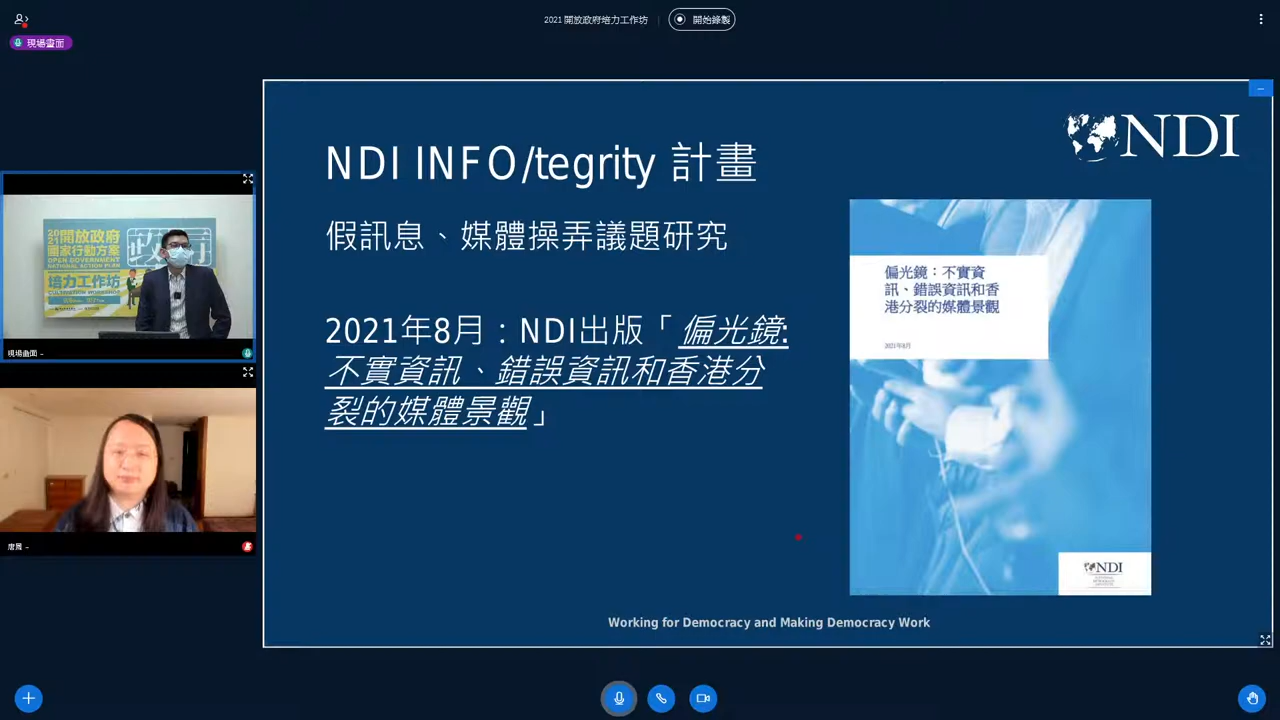 2021 開放政府培力工作坊
開始錄製
現場畫面
2021開放政府
國家行動方案
OPEN GOVERNMENT
NATIONAL ACTION PLAN
培力工作坊
現場畫面 -
唐鳳 -
NDI
NDI INFO/tegrity 計畫
假訊息、媒體操弄議題研究
2021年8月：NDI出版「偏光鏡:
不實資訊、錯誤資訊和香港分
裂的媒體景觀」
偏光鏡：不實資
訊、錯誤資訊和香
港分裂的媒體景觀
2021年8月
NDI
Working for Democracy and Making Democracy Work